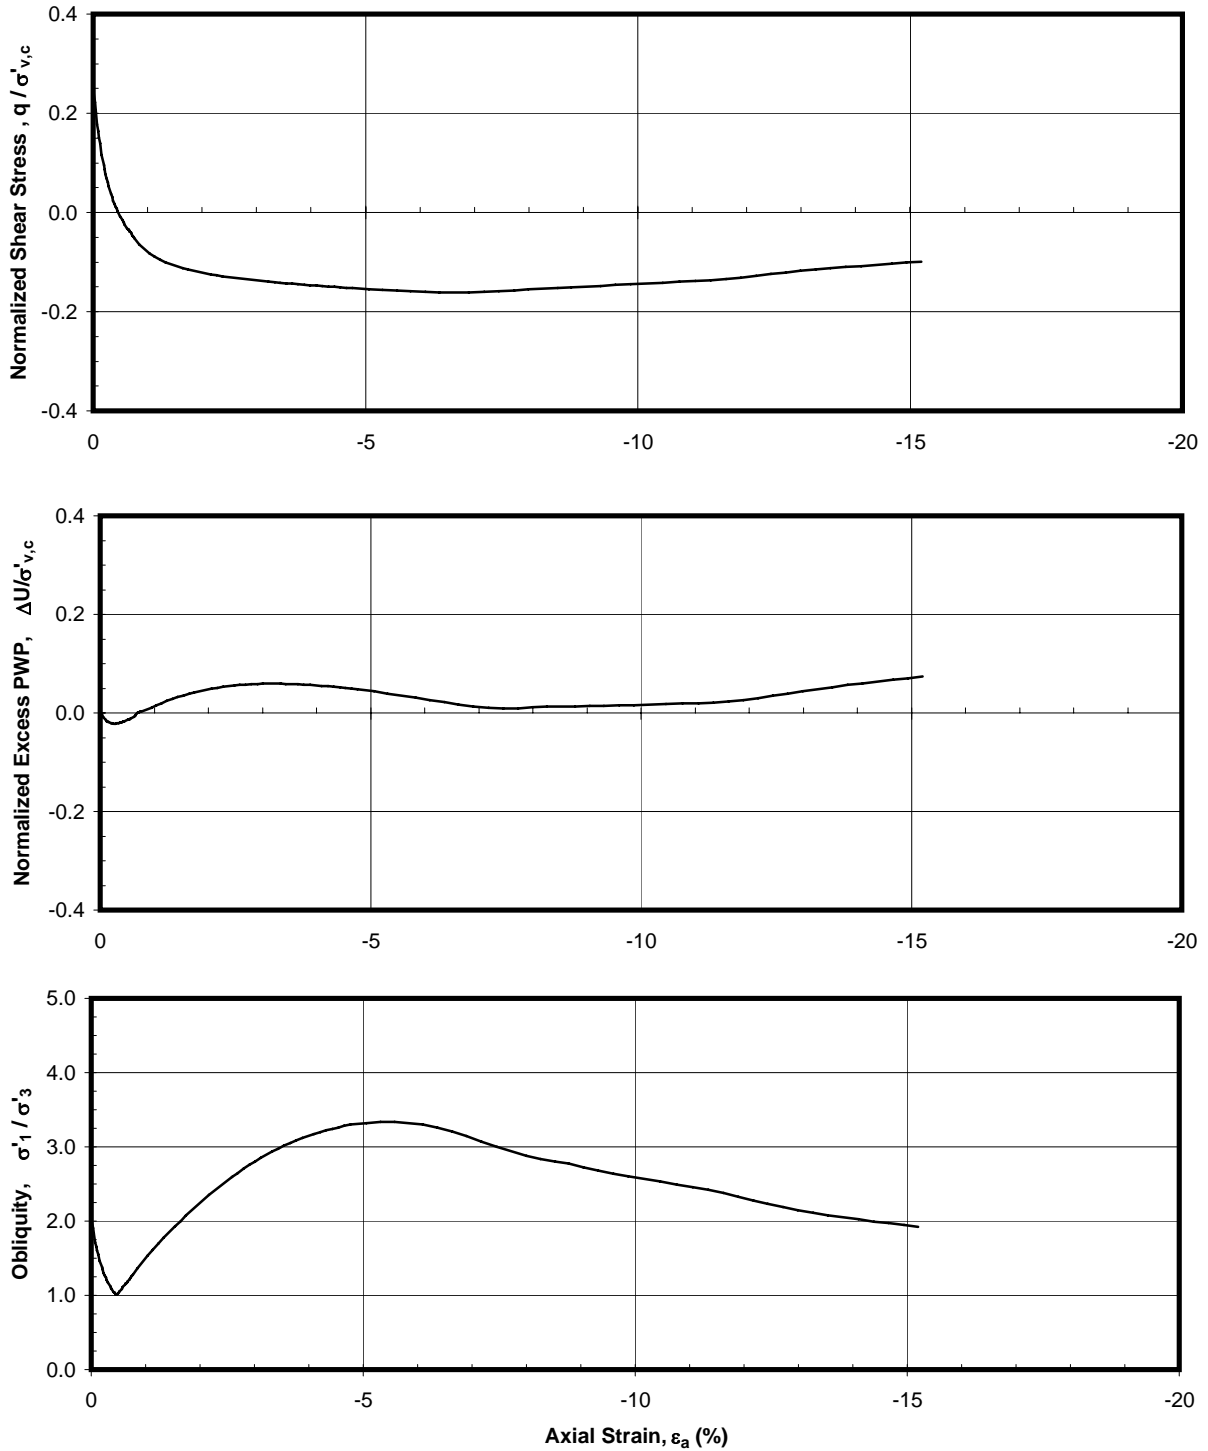 Normalized Shear Stress , q / σ'v,c
0.4
0.2
0.0
-0.2
-0.4
0 -5 -10 -15 -20
Normalized Excess PWP, ΔU/σ'v,c
0.4
0.2
0.0
-0.2
-0.4
0 -5 -10 -15 -20
Obliquity, σ'1 / σ'3
5.0
4.0
3.0
2.0
1.0
0.0
0 -5 -10 -15 -20
Axial Strain, εa (%)